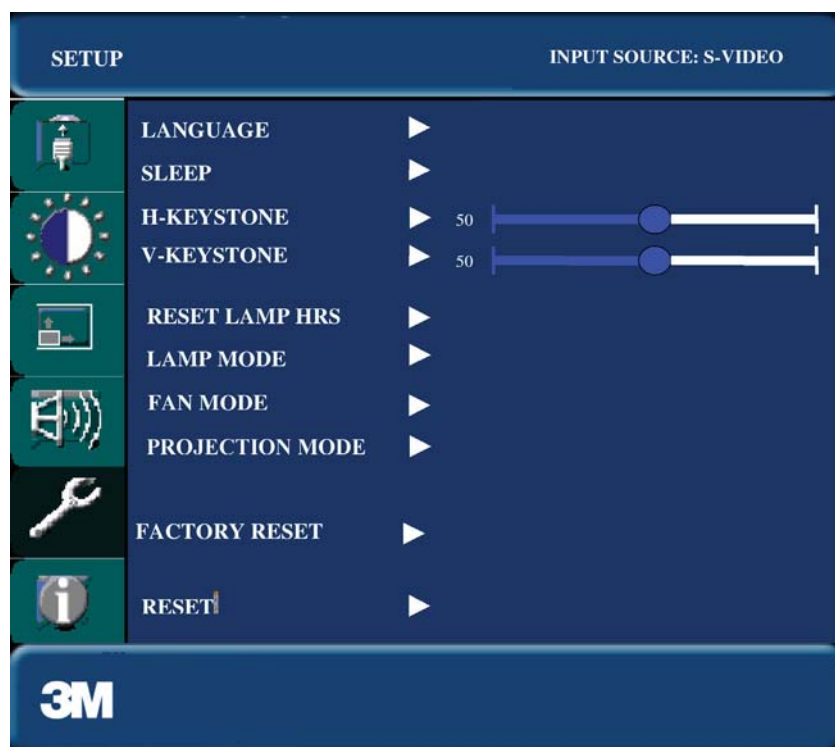 SETUP INPUT SOURCE: S-VIDEO
LANGUAGE
SLEEP
H-KEYSTONE 50
V-KEYSTONE 50
RESET LAMP HRS
LAMP MODE
FAN MODE
PROJECTION MODE
FACTORY RESET
RESET
3M